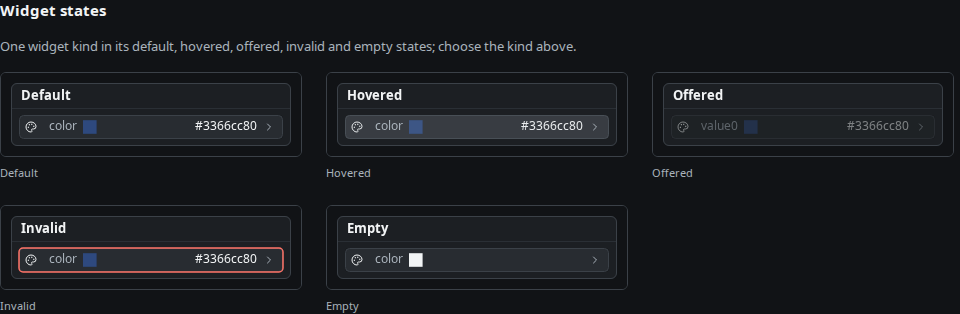 Widget states
One widget kind in its default, hovered, offered, invalid and empty states; choose the kind above.
Default
color #3366cc80
Default
Hovered
color #3366cc80
Hovered
Offered
value0 #3366cc80
Offered
Invalid
color #3366cc80
Invalid
Empty
color
Empty